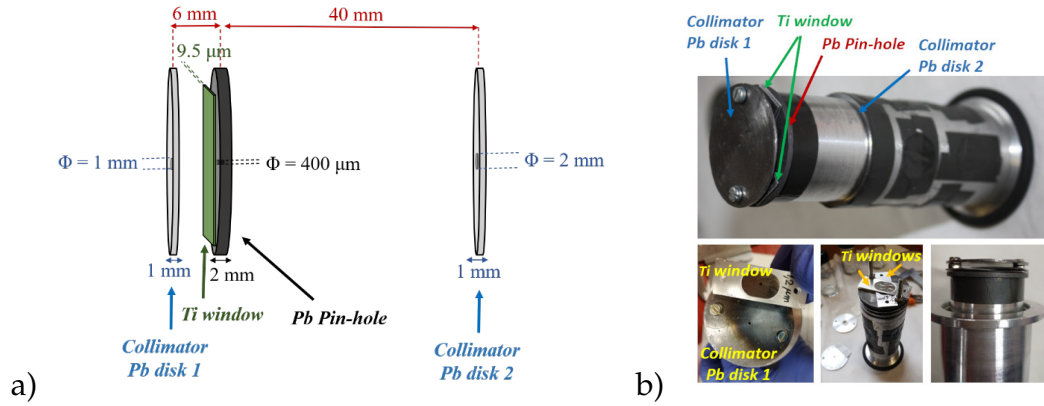 6 mm
40 mm
9.5 μm
Φ = 1 mm
Φ = 400 μm
Φ = 2 mm
1 mm
2 mm
1 mm
Ti window
Pb Pin-hole
Collimator
Pb disk 1
Collimator
Pb disk 2
a)
Collimator
Pb disk 1
Ti window
Pb Pin-hole
Collimator
Pb disk 2
Ti window
Collimator
Pb disk 1
Ti windows
b)